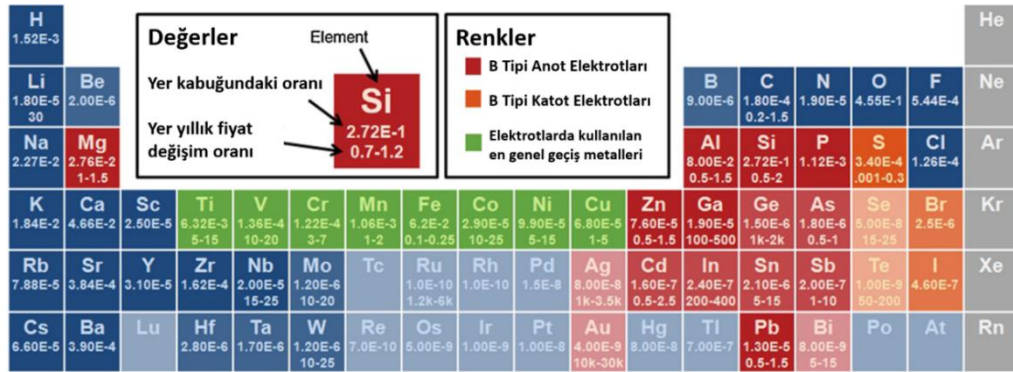 H
1.52E-3
He
Değerler
Element
Yer kabuğundaki oranı
Yer yıllık fiyat
değişim oranı
Si
2.72E-1
0.7-1.2
Renkler
B Tipi Anot Elektrotları
B Tipi Katot Elektrotları
Elektrotlarda kullanılan
en genel geçiş metalleri
Li Be B C N O F Ne
1.80E-5 2.00E-6 9.00E-6 1.80E-4 1.90E-5 4.55E-1 5.44E-4
30 0.2-1.5
Na Mg Al Si P S Cl Ar
2.27E-2 2.76E-2 8.00E-2 2.72E-1 1.12E-3 3.40E-4 1.26E-4
1-1.5 0.5-1.5 0.5-2 .001-0.3
K Ca Sc Ti V Cr Mn Fe Co Ni Cu Zn Ga Ge As Se Br Kr
1.84E-2 4.66E-2 2.50E-5 6.32E-3 1.36E-4 1.22E-4 1.06E-3 6.2E-2 2.90E-5 9.90E-5 6.80E-5 7.60E-5 1.90E-5 1.50E-6 1.80E-6 5.00E-8 2.5E-6
5-15 10-20 3-7 1-2 0.1-0.25 10-25 5-15 1-5 0.5-1.5 100-500 1k-2k 0.5-1 15-25
Rb Sr Y Zr Nb Mo Tc Ru Rh Pd Ag Cd In Sn Sb Te I Xe
7.88E-5 3.84E-4 3.10E-5 1.62E-4 2.00E-5 1.20E-6 1.0E-10 1.0E-10 1.5E-8 8.00E-8 1.60E-7 2.40E-7 2.10E-6 2.00E-7 1.00E-9 4.60E-7
15-25 10-20 1.2k-6k 1k-3.5k 0.5-2.5 200-400 5-15 1-10 50-200
Cs Ba Lu Hf Ta W Re Os Ir Pt Au Hg Tl Pb Bi Po At Rn
6.60E-5 3.90E-4 2.80E-6 1.70E-6 1.20E-6 7.0E-10 5.00E-9 1.00E-9 1.00E-8 4.00E-9 8.00E-8 7.00E-7 1.30E-5 8.00E-9
10-25 10k-30k 0.5-1.5 5-15